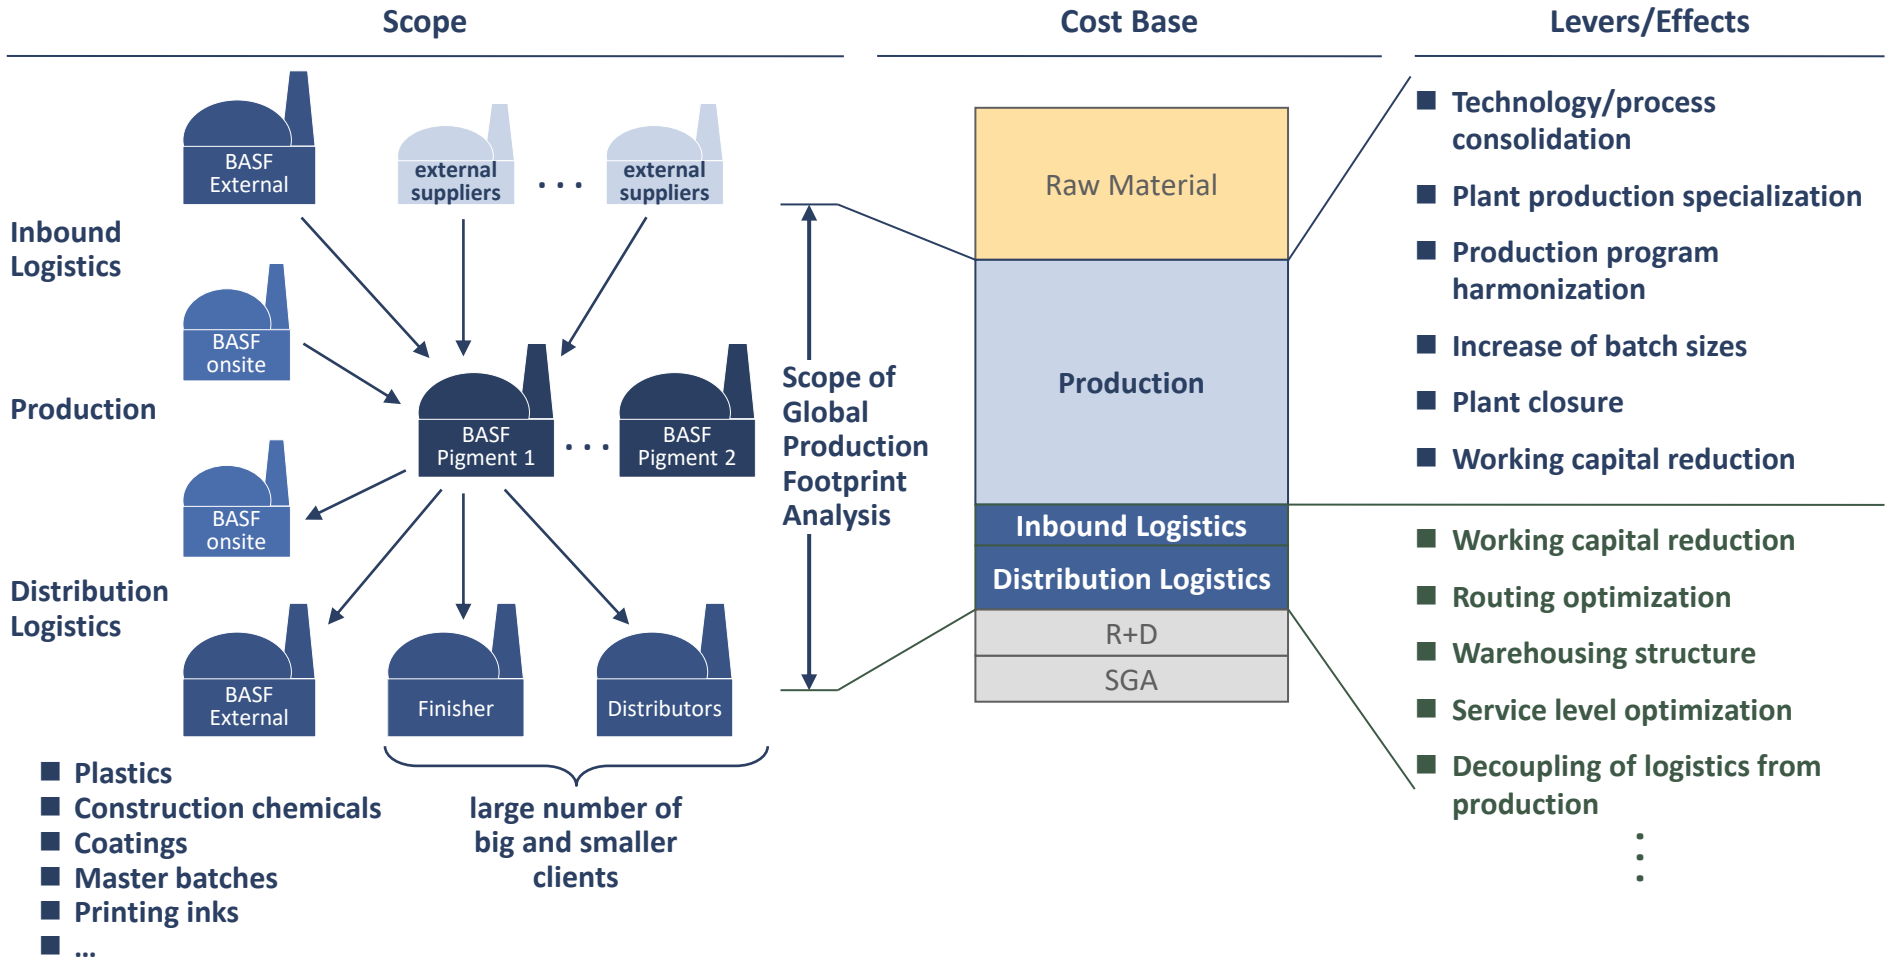 Scope
Cost Base
Levers/Effects
BASF
External
external
suppliers
. . .
external
suppliers
Inbound
Logistics
BASF
onsite
Production
BASF
Pigment 1
. . .
BASF
Pigment 2
BASF
onsite
Distribution
Logistics
BASF
External
Finisher
Distributors
Plastics
Construction chemicals
Coatings
Master batches
Printing inks
...
large number of
big and smaller
clients
Scope of
Global
Production
Footprint
Analysis
Raw Material
Production
Inbound Logistics
Distribution Logistics
R+D
SGA
Technology/process
consolidation
Plant production specialization
Production program
harmonization
Increase of batch sizes
Plant closure
Working capital reduction
Working capital reduction
Routing optimization
Warehousing structure
Service level optimization
Decoupling of logistics from
production